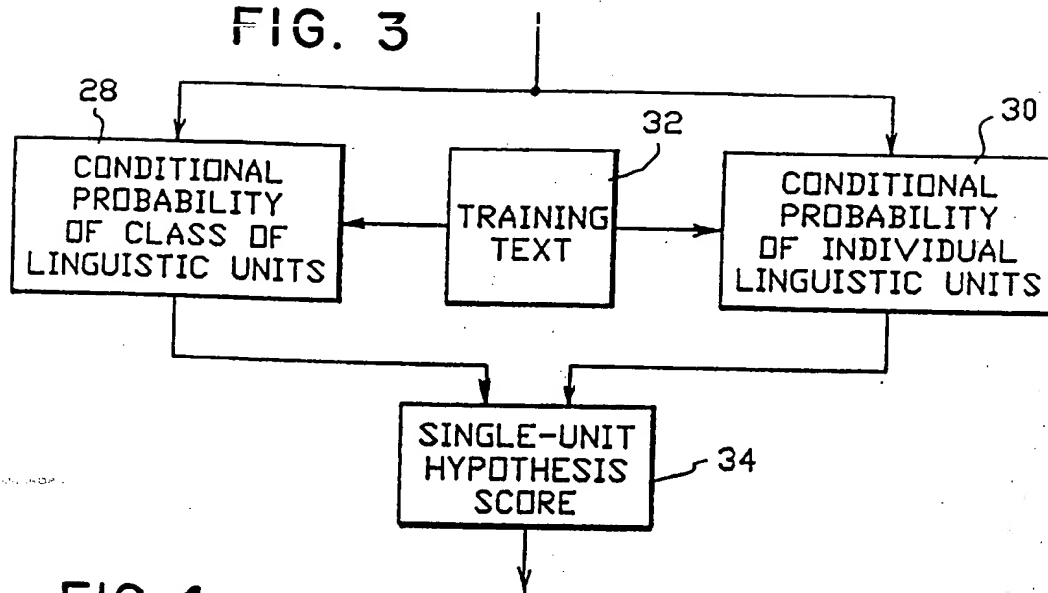 FIG. 3
28
CONDITIONAL
PROBABILITY
OF CLASS OF
LINGUISTIC UNITS
32
TRAINING
TEXT
30
CONDITIONAL
PROBABILITY
OF INDIVIDUAL
LINGUISTIC UNITS
SINGLE-UNIT
HYPOTHESIS
SCORE
34